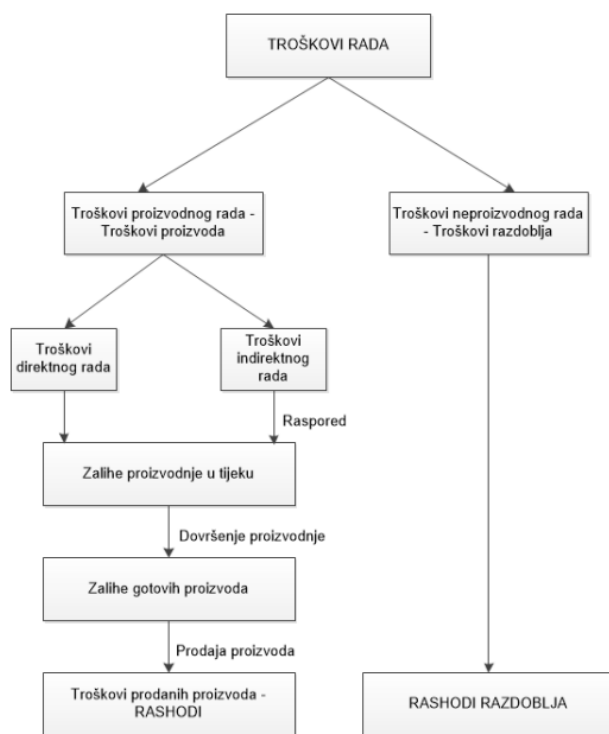 TROŠKOVI RADA
Troškovi proizvodnog rada -
Troškovi proizvoda
Troškovi neproizvodnog rada
- Troškovi razdoblja
Troškovi
direktnog rada
Troškovi
indirektnog
rada
Raspored
Zalihe proizvodnje u tijeku
Dovršenje proizvodnje
Zalihe gotovih proizvoda
Prodaja proizvoda
Troškovi prodanih proizvoda -
RASHODI
RASHODI RAZDOBLJA